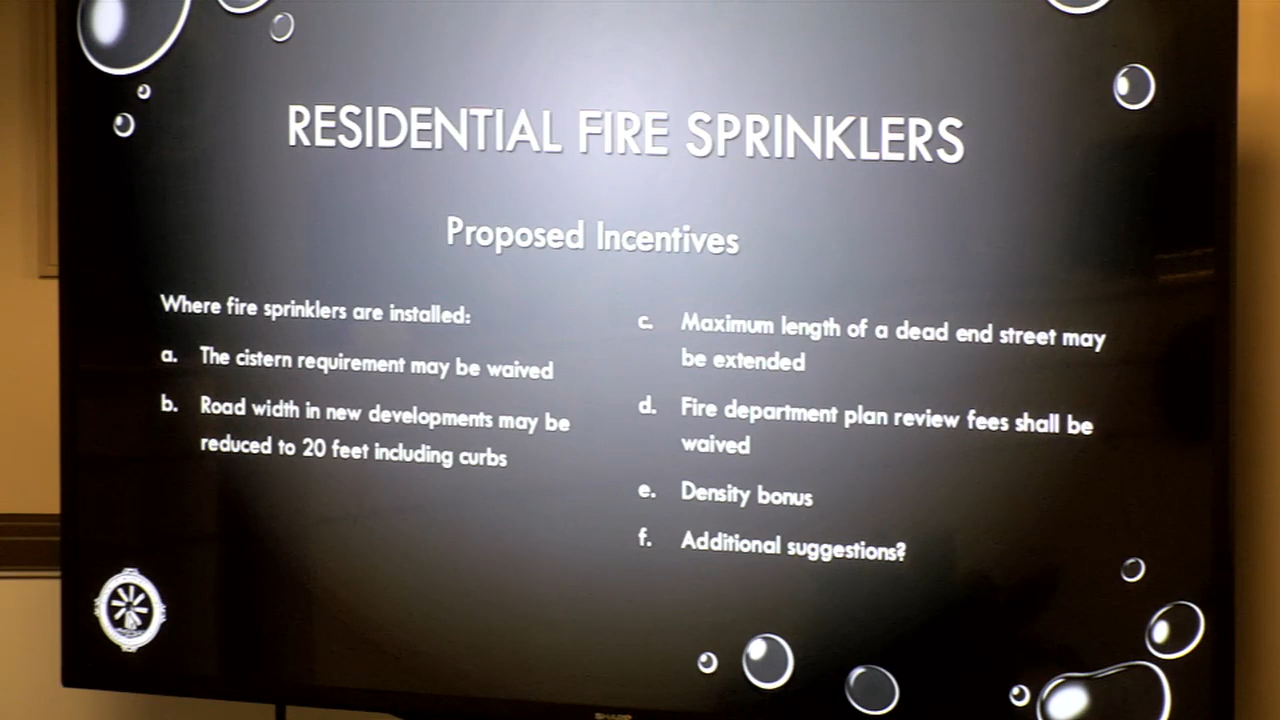 RESIDENTIAL FIRE SPRINKLERS
Proposed Incentives
Where fire sprinklers are installed:
a. The cistern requirement may be waived
b. Road width in new developments may be
reduced to 20 feet including curbs
c. Maximum length of a dead end street may
be extended
d. Fire department plan review fees shall be
waived
e. Density bonus
f. Additional suggestions?
SHARP